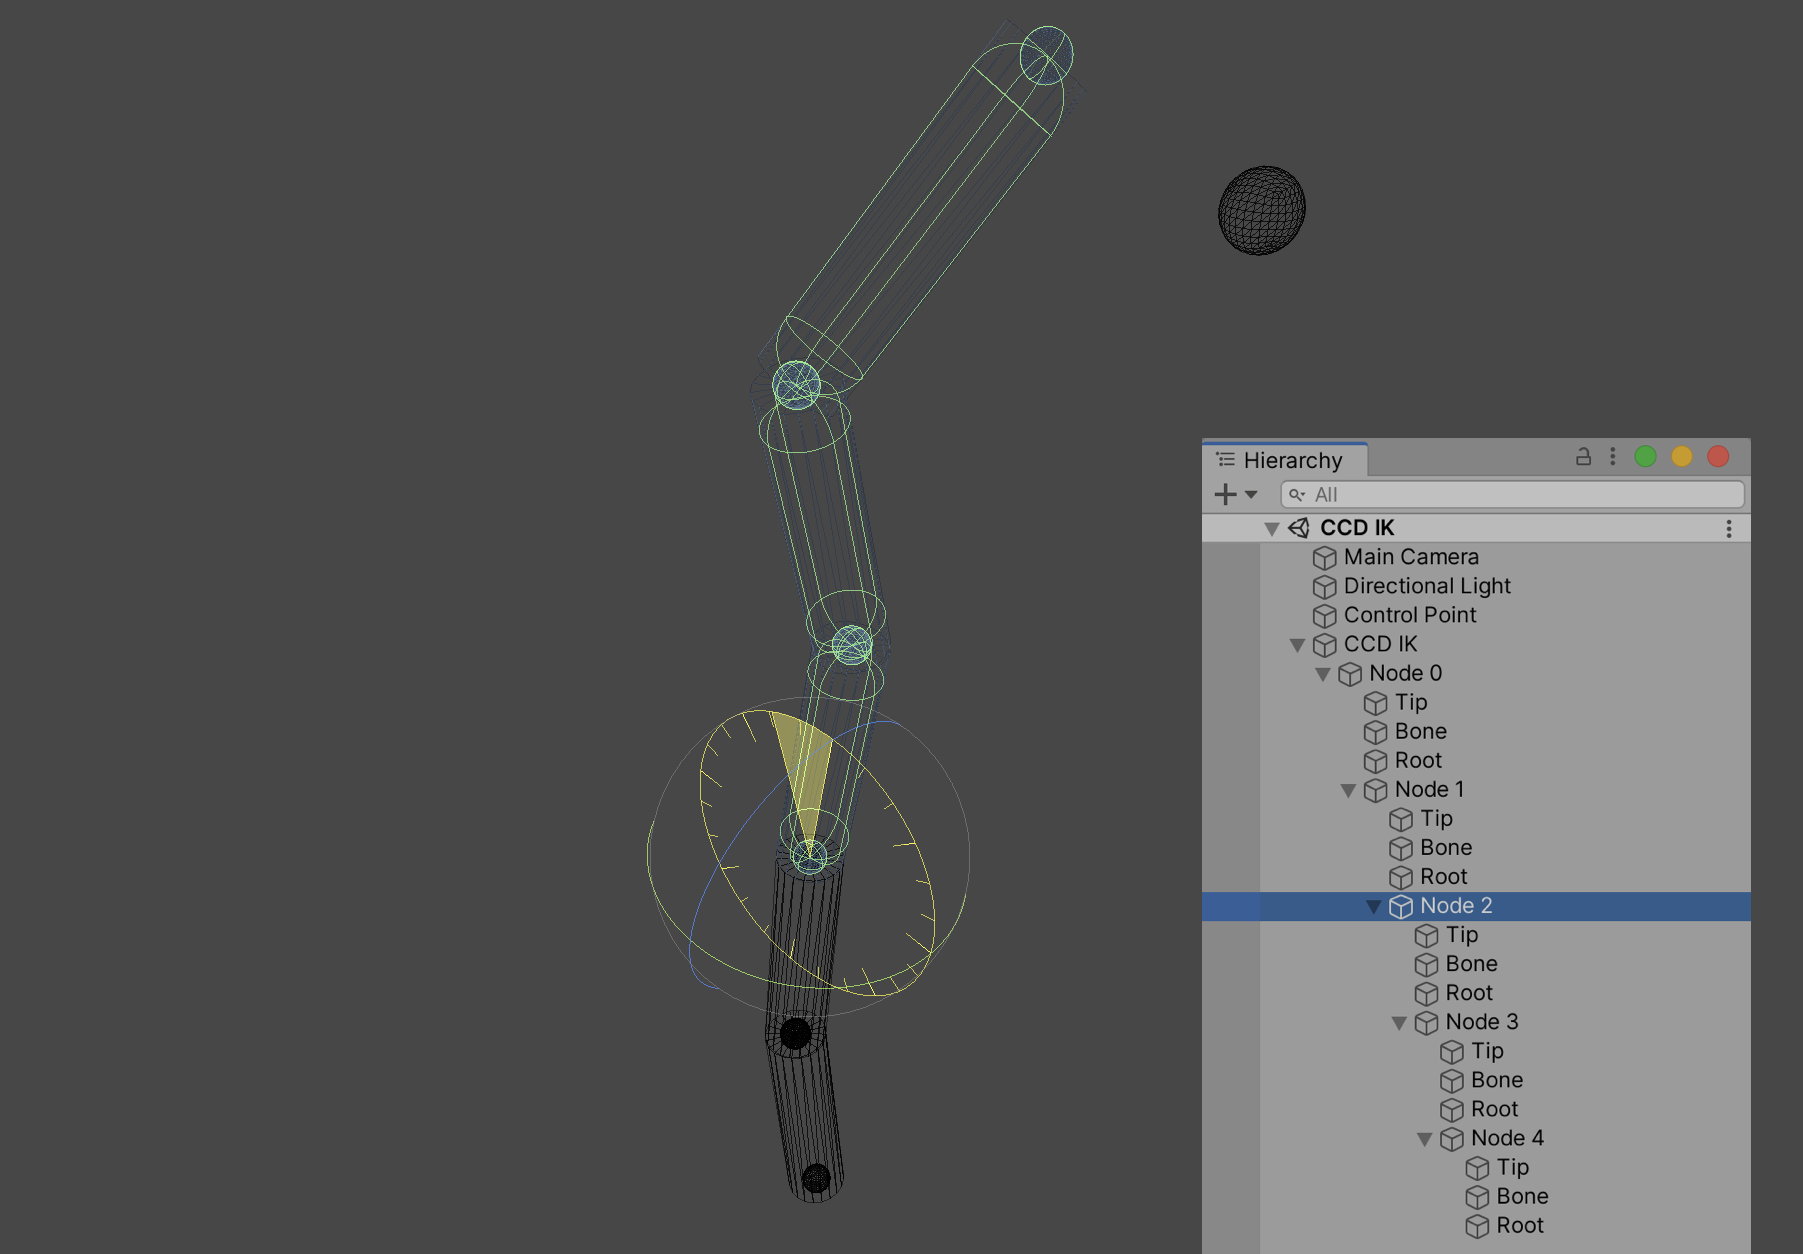 Hierarchy
All
CCD IK
Main Camera
Directional Light
Control Point
CCD IK
Node 0
Tip
Bone
Root
Node 1
Tip
Bone
Root
Node 2
Tip
Bone
Root
Node 3
Tip
Bone
Root
Node 4
Tip
Bone
Root